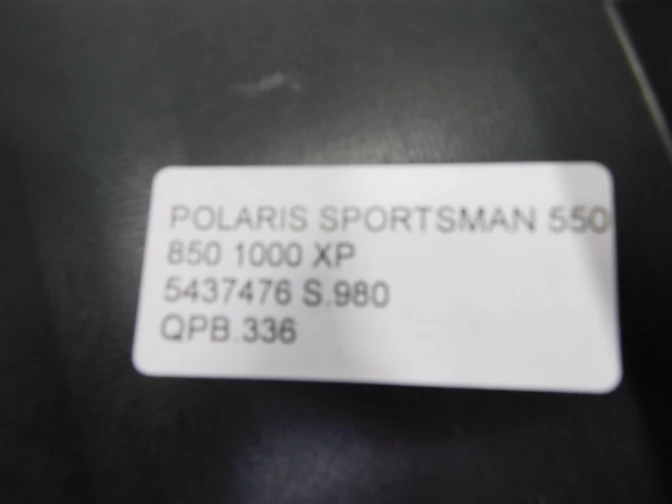 POLARIS SPORTSMAN 550
850 1000 XP
5437476 S.980
QPB.336